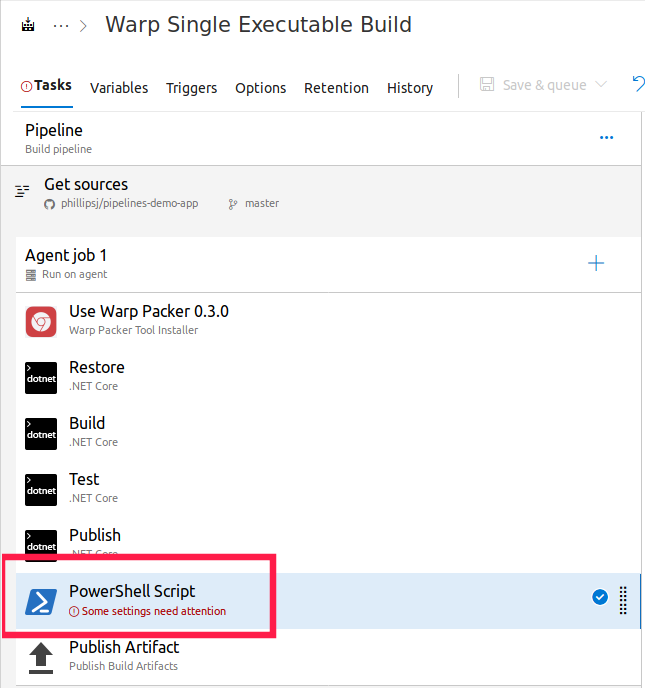 ··· > Warp Single Executable Build
Tasks Variables Triggers Options Retention History Save & queue
Pipeline
Build pipeline
Get sources
phillipsj/pipelines-demo-app master
Agent job 1
Run on agent
Use Warp Packer 0.3.0
Warp Packer Tool Installer
dotnet
Restore
.NET Core
dotnet
Build
.NET Core
dotnet
Test
.NET Core
dotnet
Publish
.NET Core
PowerShell Script
Some settings need attention
Publish Artifact
Publish Build Artifacts